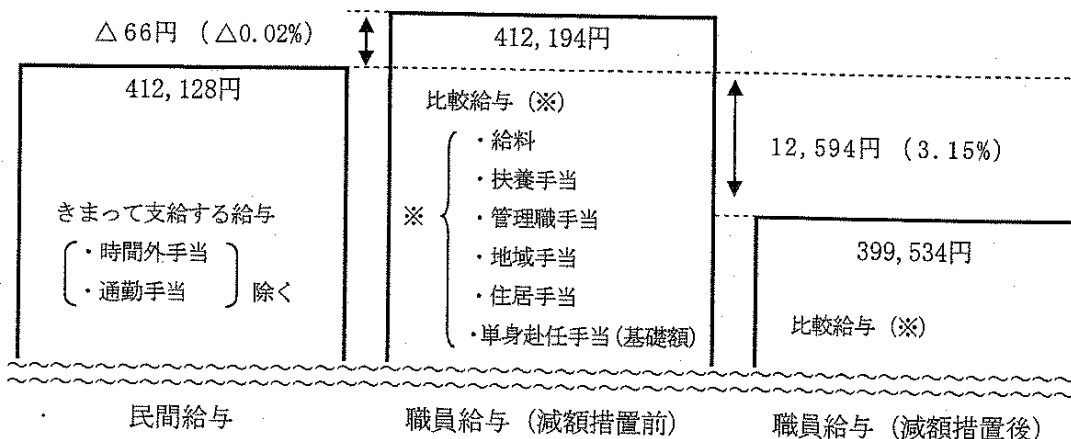 △66円 (△0.02%)
412,194円
412,128円
比較給与 (※)
※
・給料
・扶養手当
・管理職手当
・地域手当
・住居手当
・単身赴任手当(基礎額)
12,594円 (3.15%)
きまって支給する給与
・時間外手当
・通勤手当
除く
399,534円
比較給与 (※)
民間給与
職員給与 (減額措置前)
職員給与 (減額措置後)